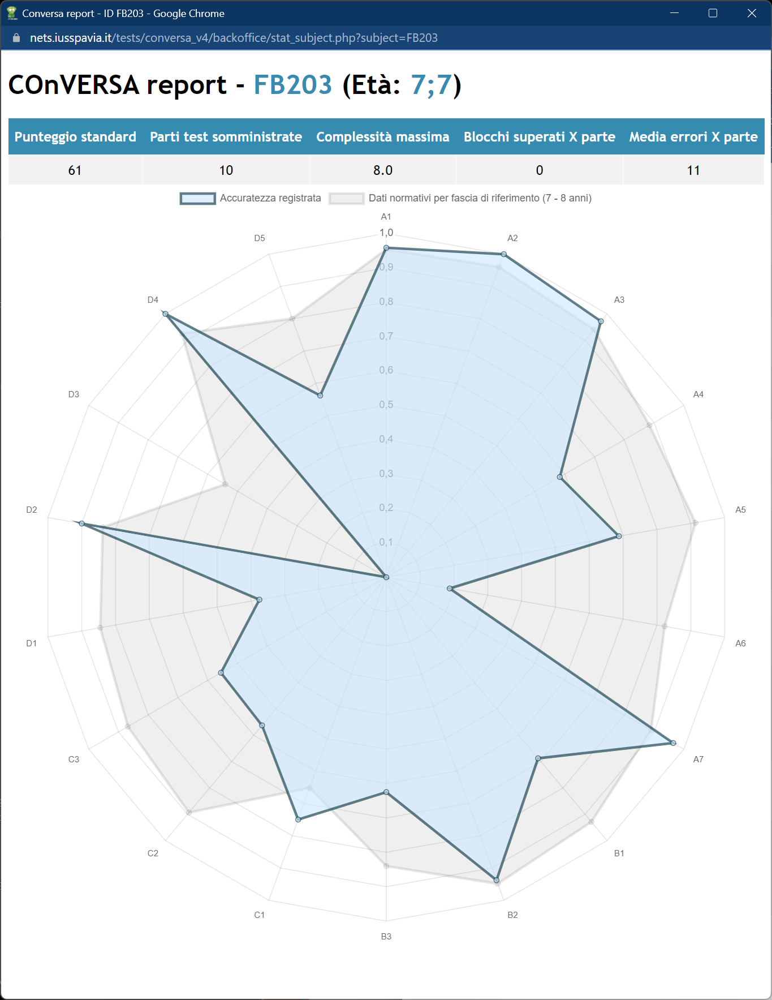 Conversa report - ID FB203 - Google Chrome
nets.iusspavia.it/tests/conversa_v4/backoffice/stat_subject.php?subject=FB203
COnVERSA report - FB203 (Età: 7;7)
Punteggio standard Parti test somministrate Complessità massima Blocchi superati X parte Media errori X parte
61 10 8.0 0 11
Accuratezza registrata Dati normativi per fascia di riferimento (7 - 8 anni)
A1
1,0
D5 A2
0,9
D4 A3
0,8
0,7
0,6
D3 A4
0,5
0,4
0,3
0,2
D2 A5
0,1
D1 A6
C3 A7
C2 B1
C1 B2
B3